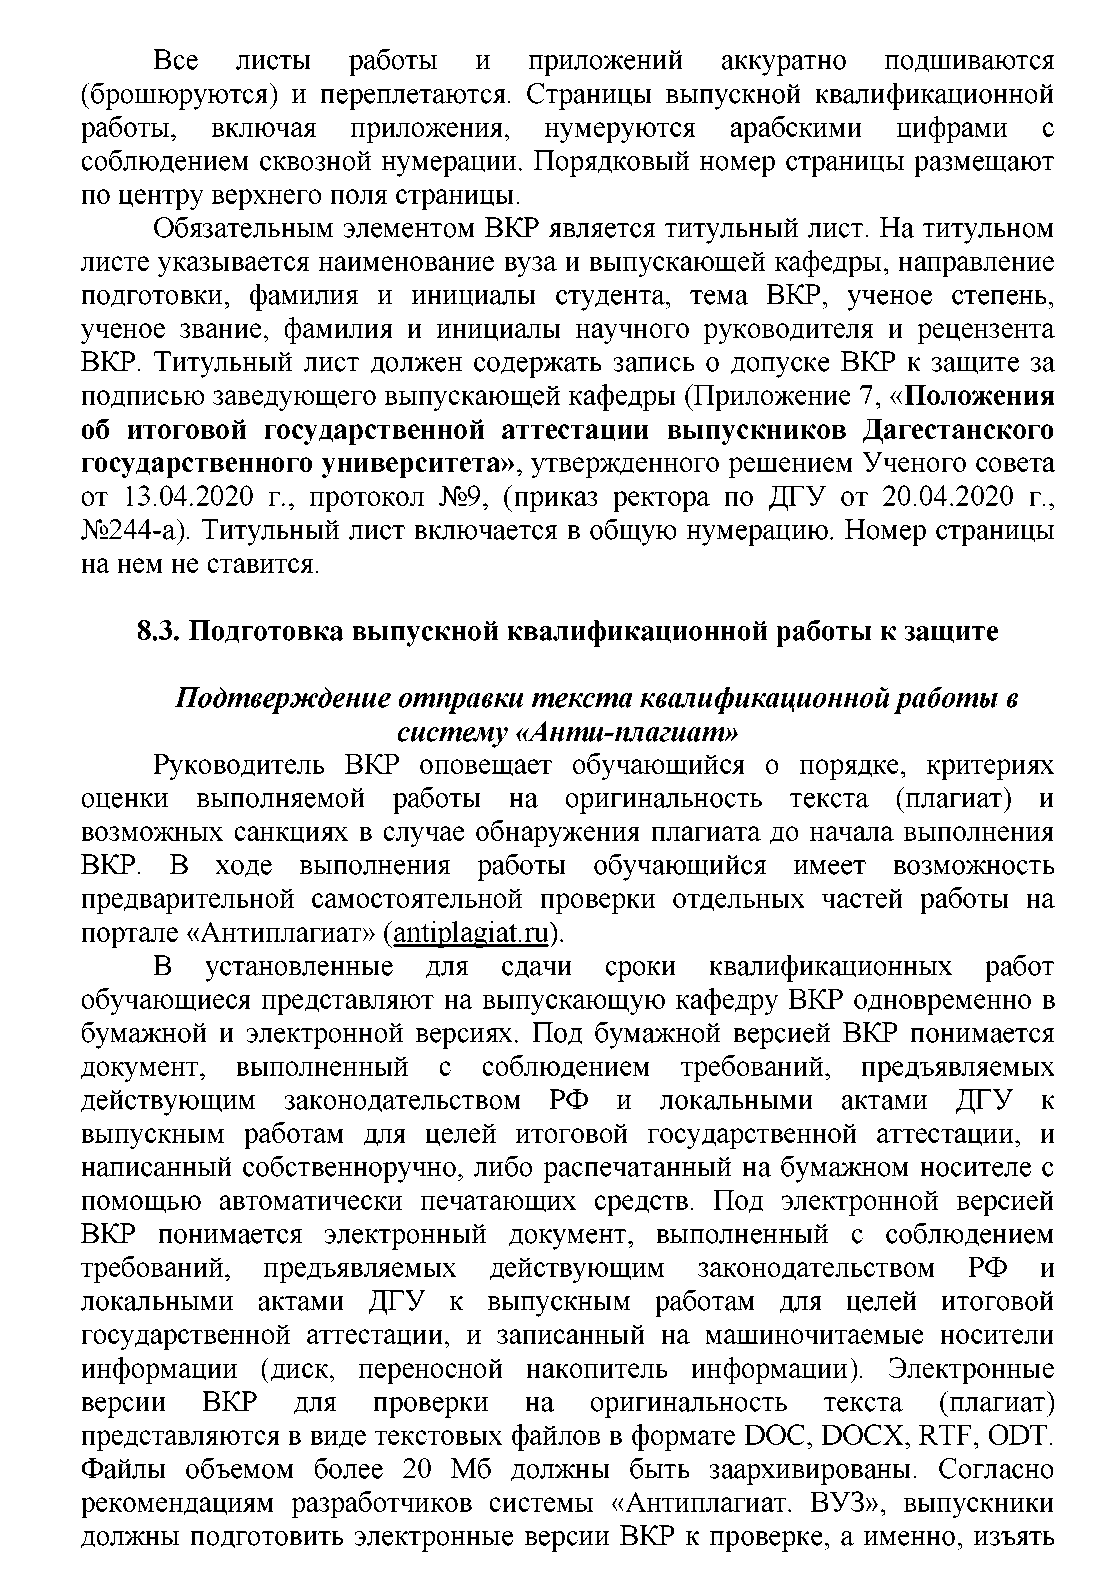 Все листы работы и приложений аккуратно подшиваются
(брошюруются) и переплетаются. Страницы выпускной квалификационной
работы, включая приложения, нумеруются арабскими цифрами с
соблюдением сквозной нумерации. Порядковый номер страницы размещают
по центру верхнего поля страницы.
Обязательным элементом ВКР является титульный лист. На титульном
листе указывается наименование вуза и выпускающей кафедры, направление
подготовки, фамилия и инициалы студента, тема ВКР, ученое степень,
ученое звание, фамилия и инициалы научного руководителя и рецензента
ВКР. Титульный лист должен содержать запись о допуске ВКР к защите за
подписью заведующего выпускающей кафедры (Приложение 7, «Положения
об итоговой государственной аттестации выпускников Дагестанского
государственного университета», утвержденного решением Ученого совета
от 13.04.2020 г., протокол №9, (приказ ректора по ДГУ от 20.04.2020 г.,
№244-а). Титульный лист включается в общую нумерацию. Номер страницы
на нем не ставится.
8.3. Подготовка выпускной квалификационной работы к защите
Подтверждение отправки текста квалификационной работы в
систему «Анти-плагиат»
Руководитель ВКР оповещает обучающийся о порядке, критериях
оценки выполняемой работы на оригинальность текста (плагиат) и
возможных санкциях в случае обнаружения плагиата до начала выполнения
ВКР. В ходе выполнения работы обучающийся имеет возможность
предварительной самостоятельной проверки отдельных частей работы на
портале «Антиплагиат» (antiplagiat.ru).
В установленные для сдачи сроки квалификационных работ
обучающиеся представляют на выпускающую кафедру ВКР одновременно в
бумажной и электронной версиях. Под бумажной версией ВКР понимается
документ, выполненный с соблюдением требований, предъявляемых
действующим законодательством РФ и локальными актами ДГУ к
выпускным работам для целей итоговой государственной аттестации, и
написанный собственноручно, либо распечатанный на бумажном носителе с
помощью автоматически печатающих средств. Под электронной версией
ВКР понимается электронный документ, выполненный с соблюдением
требований, предъявляемых действующим законодательством РФ и
локальными актами ДГУ к выпускным работам для целей итоговой
государственной аттестации, и записанный на машиночитаемые носители
информации (диск, переносной накопитель информации). Электронные
версии ВКР для проверки на оригинальность текста (плагиат)
представляются в виде текстовых файлов в формате DOC, DOCX, RTF, ODT.
Файлы объемом более 20 Мб должны быть заархивированы. Согласно
рекомендациям разработчиков системы «Антиплагиат. ВУЗ», выпускники
должны подготовить электронные версии ВКР к проверке, а именно, изъять